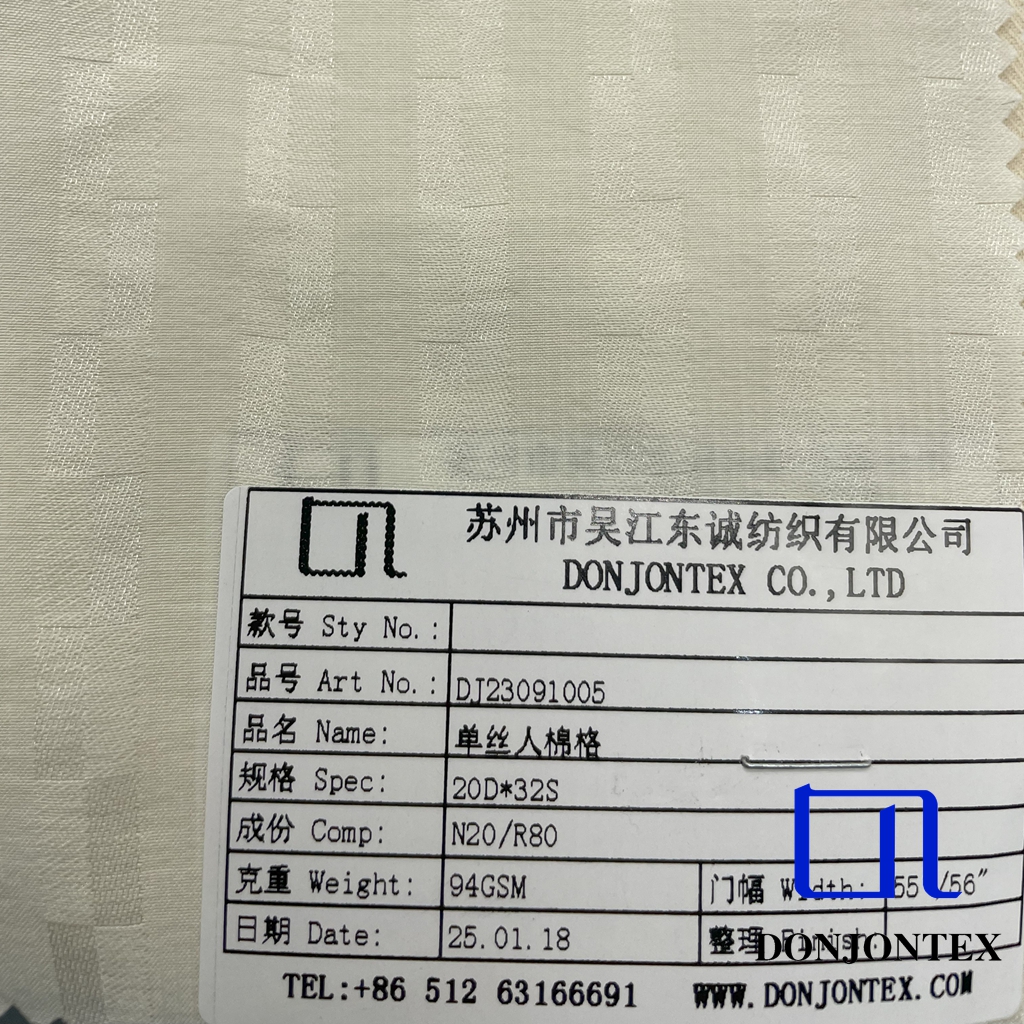 苏州市吴江东诚纺织有限公司
DONJONTEX CO.,LTD
款号 Sty No.:
品号 Art No.: DJ23091005
品名 Name: 单丝人棉格
规格 Spec: 20D*32S
成份 Comp: N20/R80
克重 Weight: 94GSM 门幅 Width: 55"/56"
日期 Date: 25.01.18 整理 Finish:
DONJONTEX
TEL:+86 512 63166691 WWW.DONJONTEX.COM